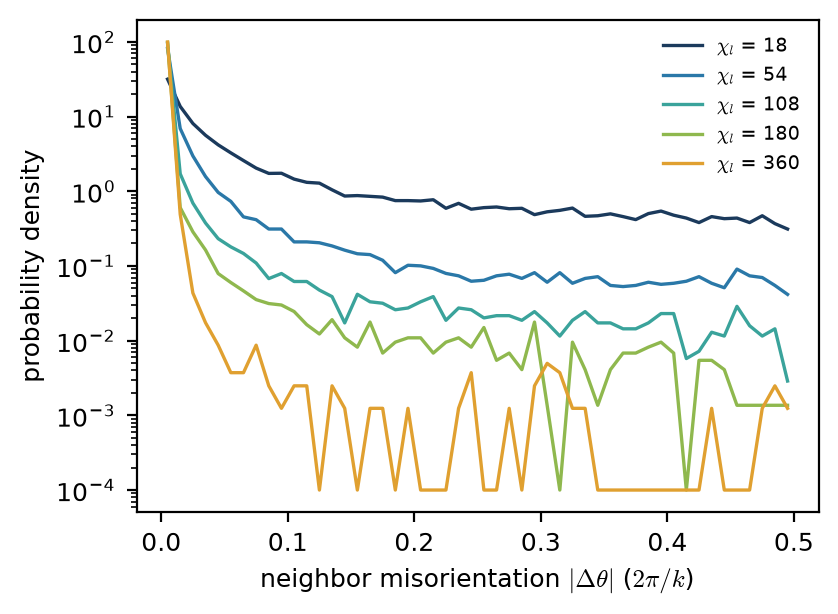 10²
10¹
10⁰
10⁻¹
10⁻²
10⁻³
10⁻⁴
probability density
χₗ = 18
χₗ = 54
χₗ = 108
χₗ = 180
χₗ = 360
0.0 0.1 0.2 0.3 0.4 0.5
neighbor misorientation |Δθ| (2π/k)